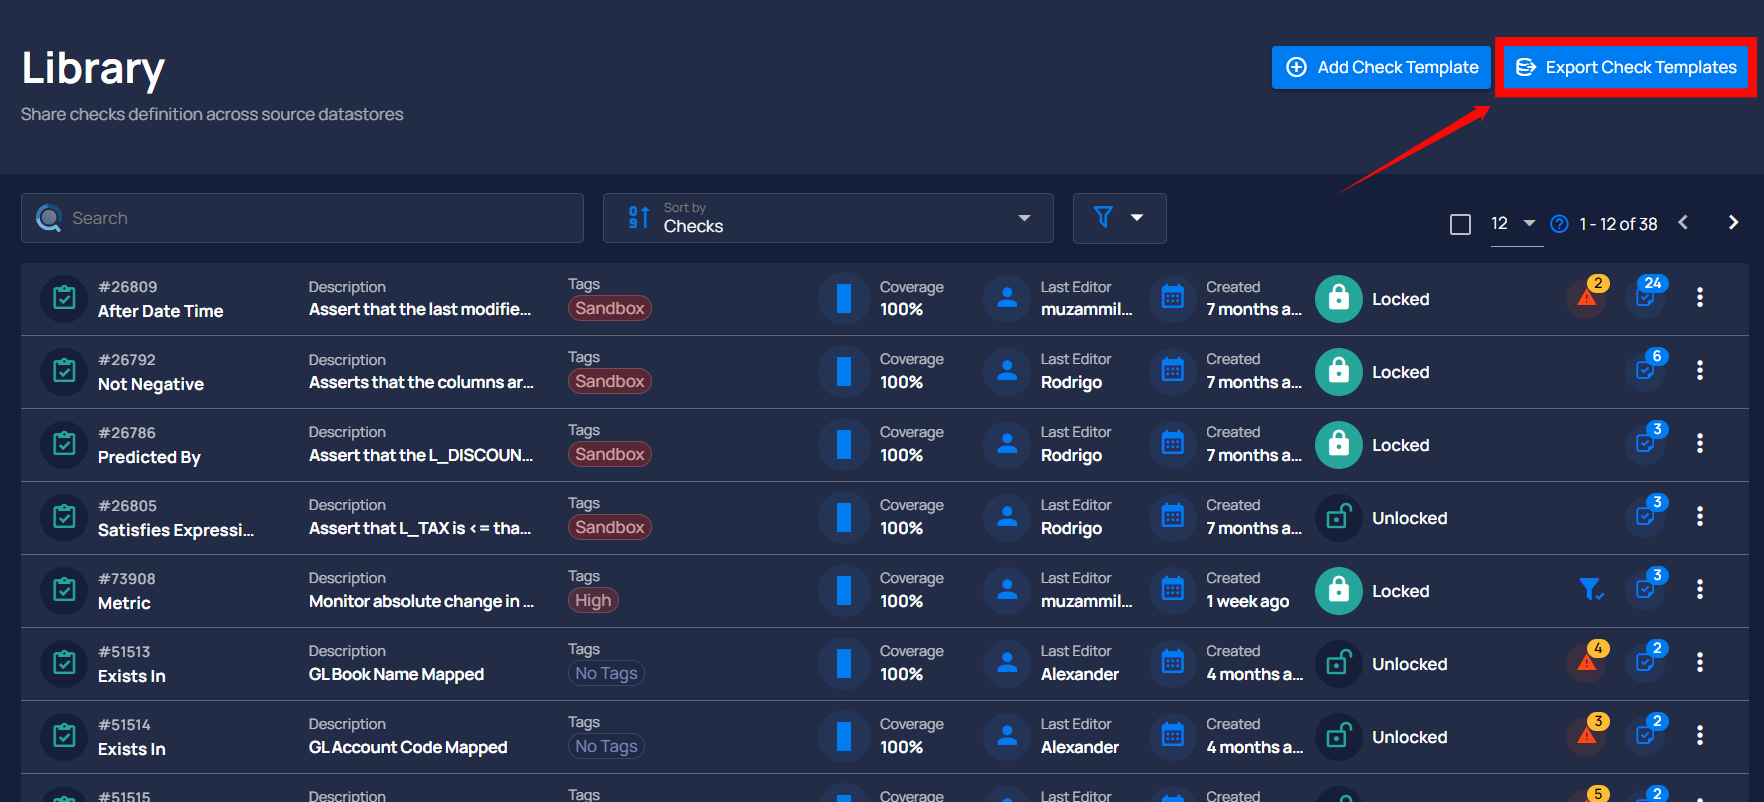 Library
Share checks definition across source datastores
Add Check Template
Export Check Templates
Search
Sort by
Checks
12
1 - 12 of 38
#26809
After Date Time
Description
Assert that the last modifie...
Tags
Sandbox
Coverage
100%
Last Editor
muzammil...
Created
7 months a...
Locked
2
24
#26792
Not Negative
Description
Asserts that the columns ar...
Tags
Sandbox
Coverage
100%
Last Editor
Rodrigo
Created
7 months a...
Locked
6
#26786
Predicted By
Description
Assert that the L_DISCOUN...
Tags
Sandbox
Coverage
100%
Last Editor
Rodrigo
Created
7 months a...
Locked
3
#26805
Satisfies Expressi...
Description
Assert that L_TAX is <= tha...
Tags
Sandbox
Coverage
100%
Last Editor
Rodrigo
Created
7 months a...
Unlocked
3
#73908
Metric
Description
Monitor absolute change in ...
Tags
High
Coverage
100%
Last Editor
muzammil...
Created
1 week ago
Locked
3
#51513
Exists In
Description
GL Book Name Mapped
Tags
No Tags
Coverage
100%
Last Editor
Alexander
Created
4 months a...
Unlocked
4
2
#51514
Exists In
Description
GL Account Code Mapped
Tags
No Tags
Coverage
100%
Last Editor
Alexander
Created
4 months a...
Unlocked
3
2
#51515
Description
Tags
Coverage
Last Editor
Created
5
2